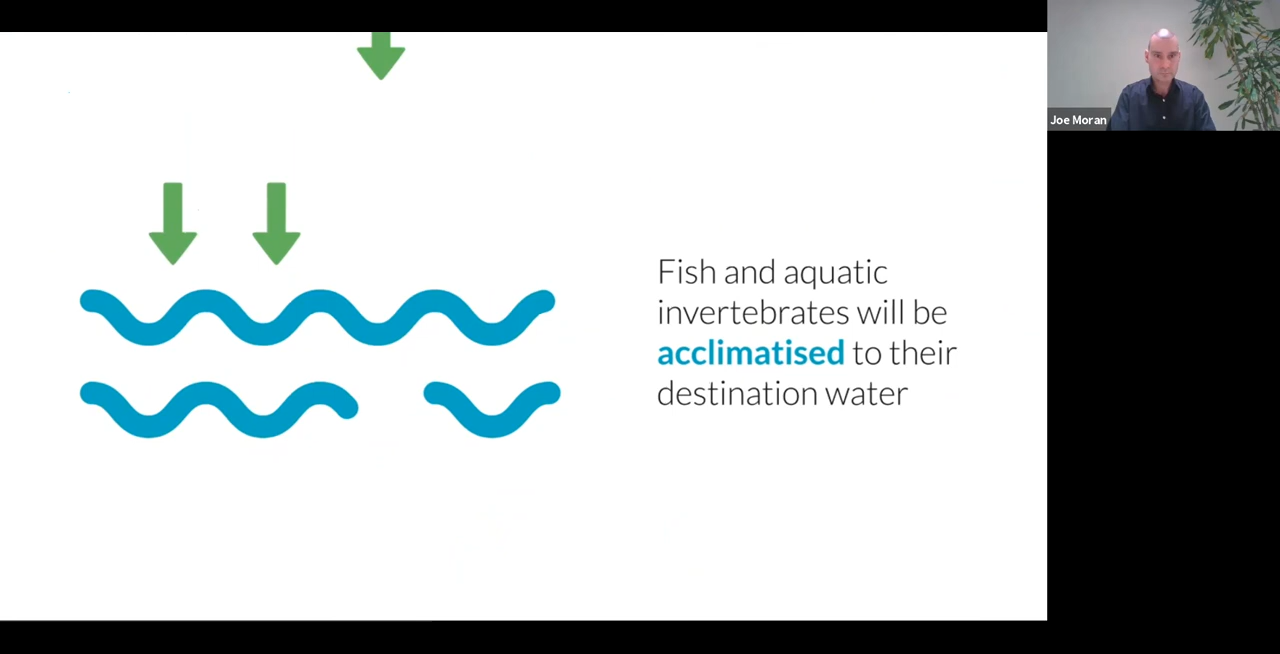 Joe Moran
Fish and aquatic
invertebrates will be
acclimatised to their
destination water